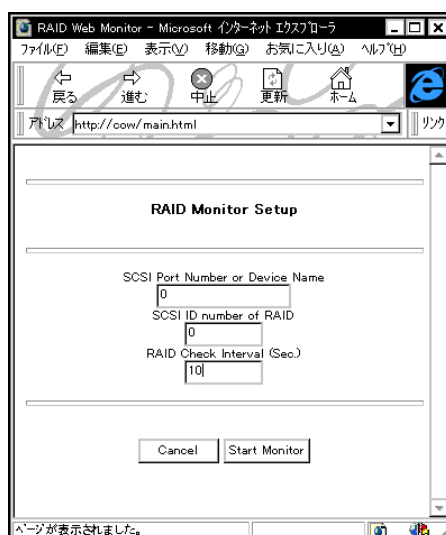 RAID Web Monitor - Microsoft インターネット エクスプローラ
ファイル(F) 編集(E) 表示(V) 移動(G) お気に入り(A) ヘルプ(H)
戻る 進む 中止 更新 ホーム
アドレス http://cow/main.html リンク
RAID Monitor Setup
SCSI Port Number or Device Name
0
SCSI ID number of RAID
0
RAID Check Interval (Sec.)
10
Cancel Start Monitor
ページが表示されました。